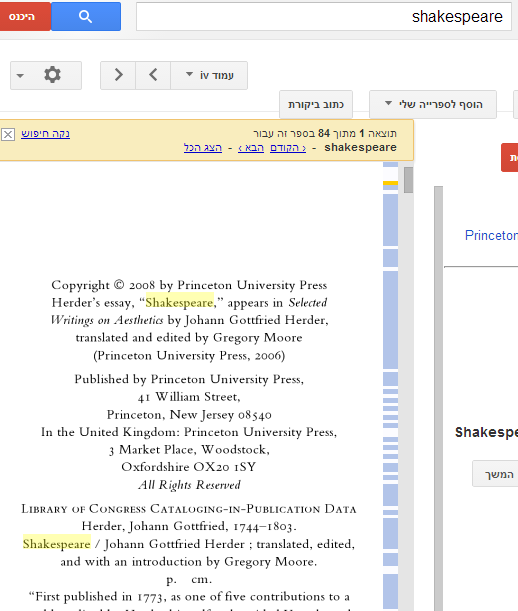 shakespeare
היכנס
עמוד iv
הוסף לספרייה שלי
כתוב ביקורת
תוצאה 1 מתוך 84 בספר זה עבור
shakespeare - ‹ הקודם הבא › - הצג הכל
נקה חיפוש
Copyright © 2008 by Princeton University Press
Herder's essay, “Shakespeare,” appears in Selected
Writings on Aesthetics by Johann Gottfried Herder,
translated and edited by Gregory Moore
(Princeton University Press, 2006)
Published by Princeton University Press,
41 William Street,
Princeton, New Jersey 08540
In the United Kingdom: Princeton University Press,
3 Market Place, Woodstock,
Oxfordshire OX20 1SY
All Rights Reserved
Library of Congress Cataloging-in-Publication Data
Herder, Johann Gottfried, 1744–1803.
Shakespeare / Johann Gottfried Herder ; translated, edited,
and with an introduction by Gregory Moore.
p. cm.
“First published in 1773, as one of five contributions to a
Princeton
Shakespe
המשך